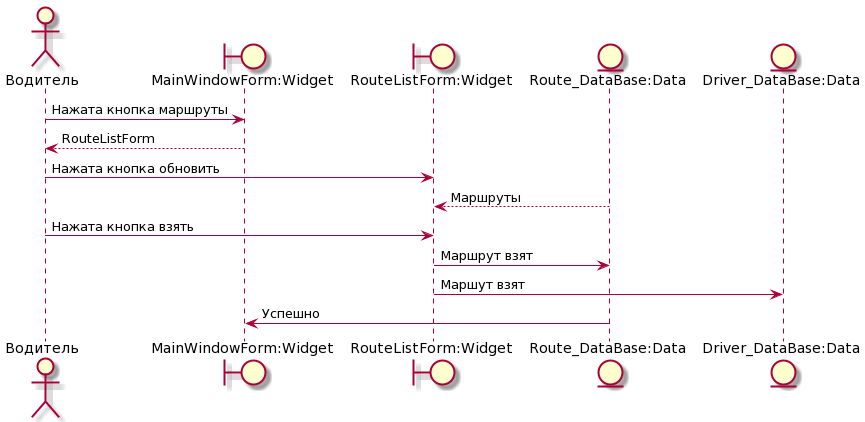 Водитель
MainWindowForm:Widget
RouteListForm:Widget
Route_DataBase:Data
Driver_DataBase:Data
Нажата кнопка маршруты
RouteListForm
Нажата кнопка обновить
Маршруты
Нажата кнопка взять
Маршрут взят
Маршут взят
Успешно
Водитель
MainWindowForm:Widget
RouteListForm:Widget
Route_DataBase:Data
Driver_DataBase:Data